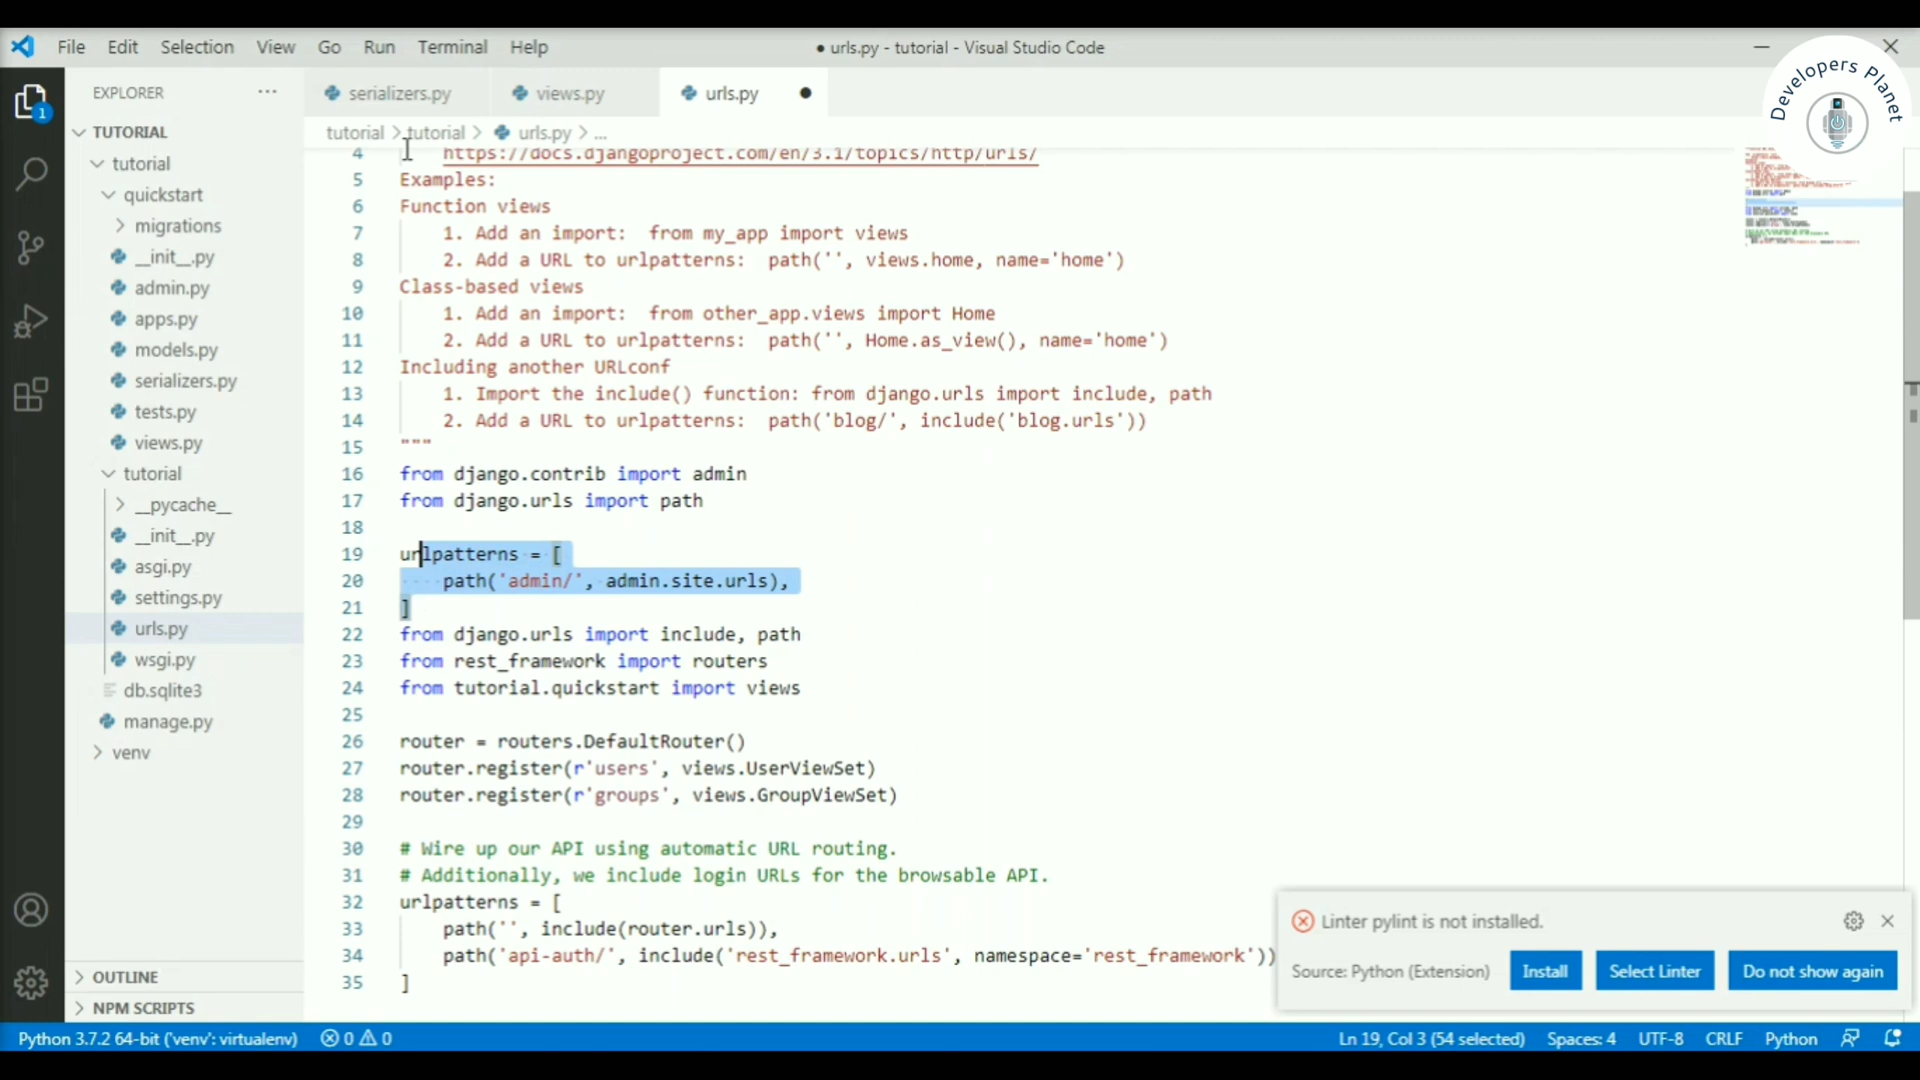 File Edit Selection View Go Run Terminal Help
● urls.py - tutorial - Visual Studio Code
Developers Planet
EXPLORER ...
serializers.py views.py urls.py ●
tutorial > tutorial > urls.py > ...
TUTORIAL
tutorial
quickstart
migrations
__init__.py
admin.py
apps.py
models.py
serializers.py
tests.py
views.py
tutorial
__pycache__
__init__.py
asgi.py
settings.py
urls.py
wsgi.py
db.sqlite3
manage.py
venv
OUTLINE
NPM SCRIPTS
1
4 https://docs.djangoproject.com/en/3.1/topics/http/urls/
5 Examples:
6 Function views
7 1. Add an import:  from my_app import views
8 2. Add a URL to urlpatterns:  path('', views.home, name='home')
9 Class-based views
10 1. Add an import:  from other_app.views import Home
11 2. Add a URL to urlpatterns:  path('', Home.as_view(), name='home')
12 Including another URLconf
13 1. Import the include() function: from django.urls import include, path
14 2. Add a URL to urlpatterns:  path('blog/', include('blog.urls'))
15 """
16 from django.contrib import admin
17 from django.urls import path
18
19 urlpatterns = [
20 path('admin/', admin.site.urls),
21 ]
22 from django.urls import include, path
23 from rest_framework import routers
24 from tutorial.quickstart import views
25
26 router = routers.DefaultRouter()
27 router.register(r'users', views.UserViewSet)
28 router.register(r'groups', views.GroupViewSet)
29
30 # Wire up our API using automatic URL routing.
31 # Additionally, we include login URLs for the browsable API.
32 urlpatterns = [
33 path('', include(router.urls)),
34 path('api-auth/', include('rest_framework.urls', namespace='rest_framework'))
35 ]
Linter pylint is not installed.
Source: Python (Extension) Install Select Linter Do not show again
Python 3.7.2 64-bit ('venv': virtualenv) 0 0 Ln 19, Col 3 (54 selected) Spaces: 4 UTF-8 CRLF Python